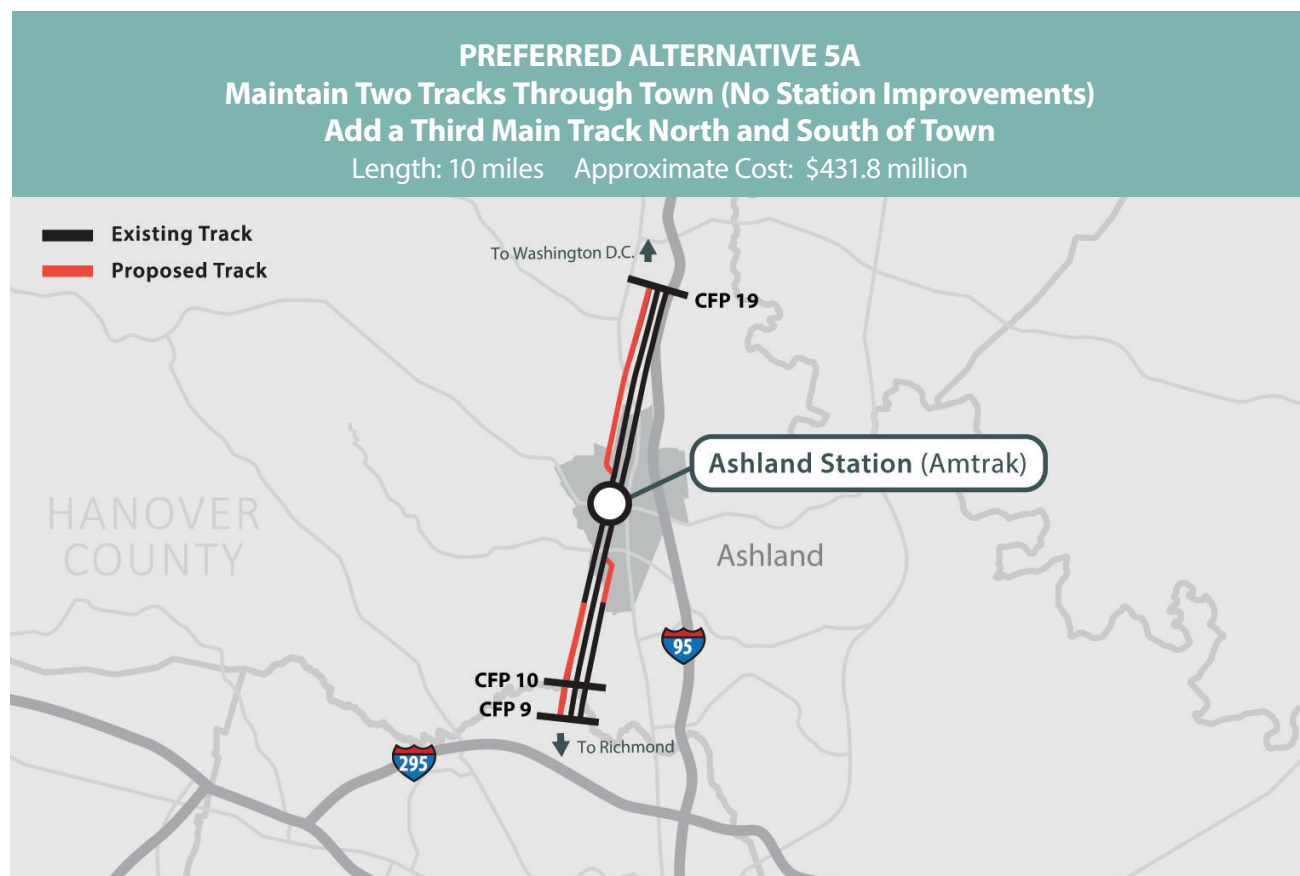 PREFERRED ALTERNATIVE 5A
Maintain Two Tracks Through Town (No Station Improvements)
Add a Third Main Track North and South of Town
Length: 10 miles Approximate Cost: $431.8 million
Existing Track
Proposed Track
To Washington D.C.
CFP 19
Ashland Station (Amtrak)
HANOVER
COUNTY
Ashland
95
CFP 10
CFP 9
To Richmond
295